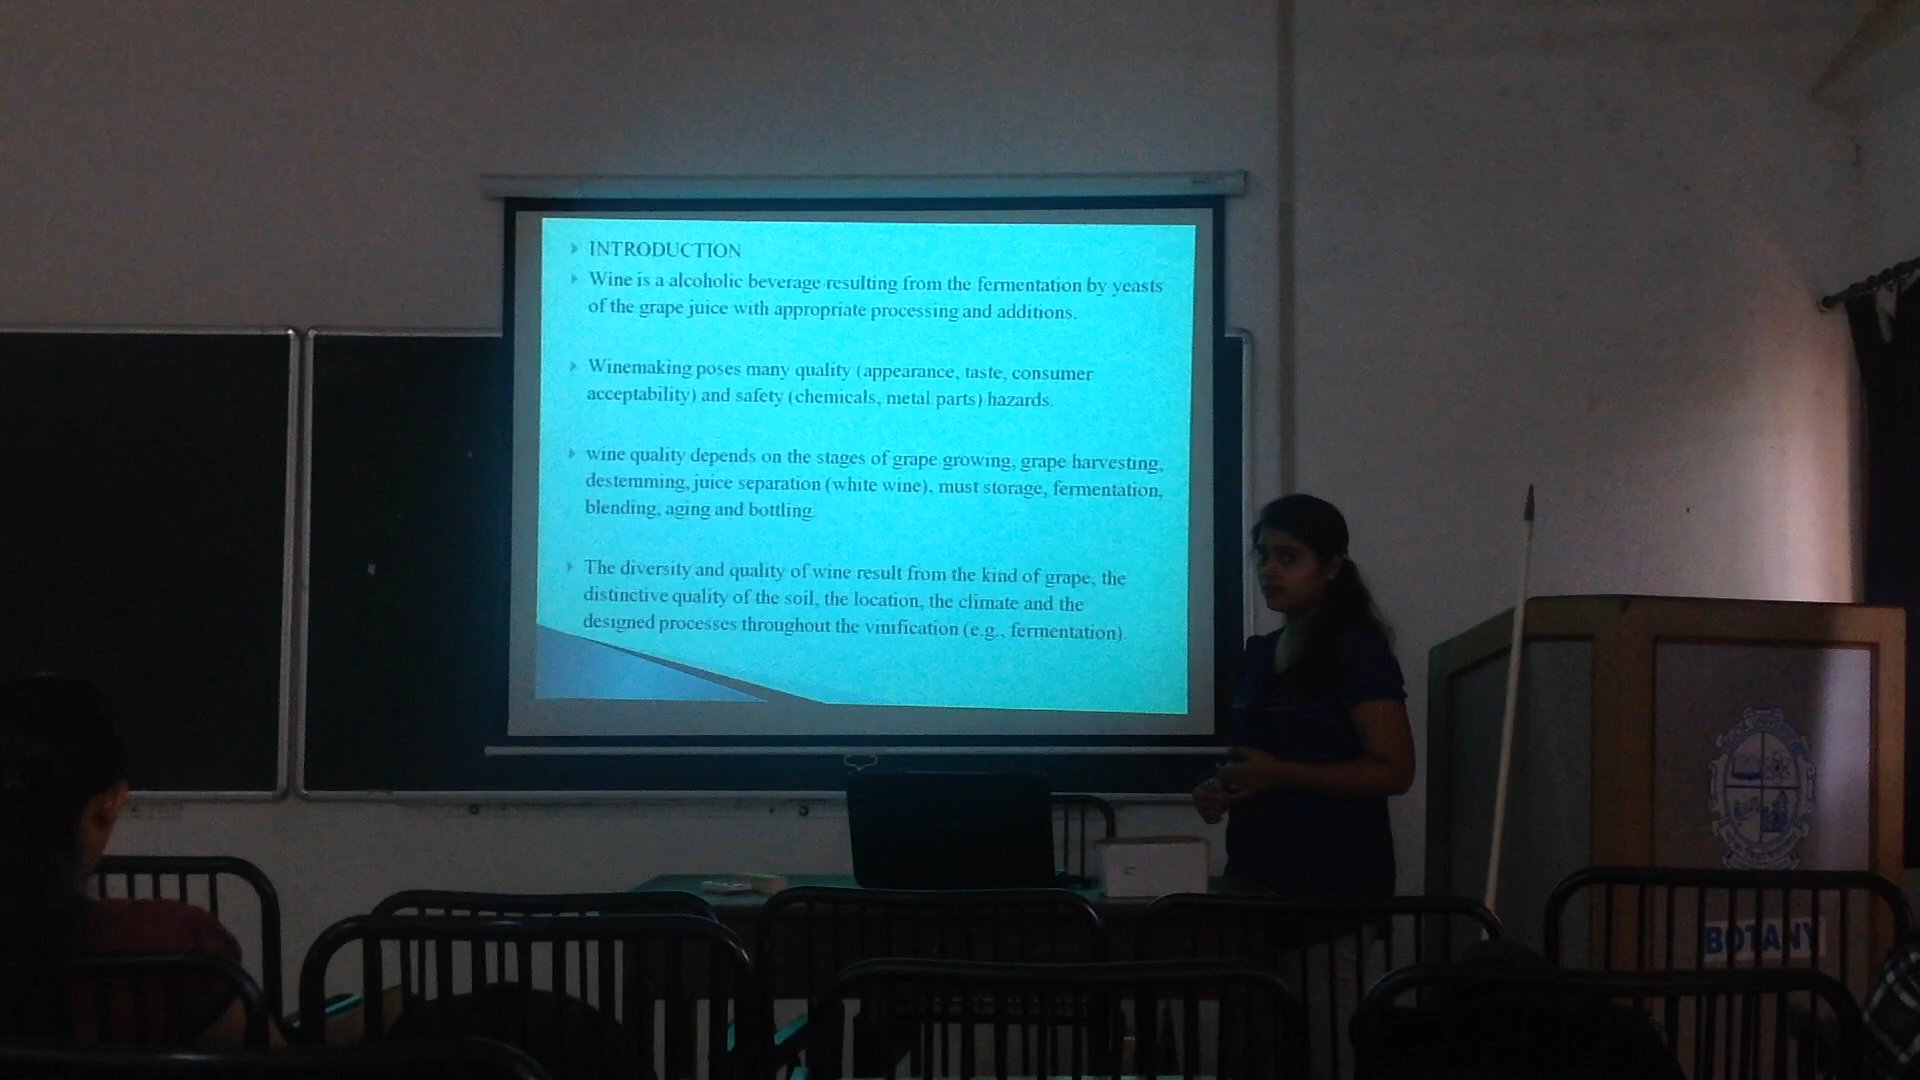 INTRODUCTION
Wine is a alcoholic beverage resulting from the fermentation by yeasts
of the grape juice with appropriate processing and additions.
Winemaking poses many quality (appearance, taste, consumer
acceptability) and safety (chemicals, metal parts) hazards.
wine quality depends on the stages of grape growing, grape harvesting,
destemming, juice separation (white wine), must storage, fermentation,
blending, aging and bottling.
The diversity and quality of wine result from the kind of grape, the
distinctive quality of the soil, the location, the climate and the
designed processes throughout the vinification (e.g., fermentation).
BOTANY